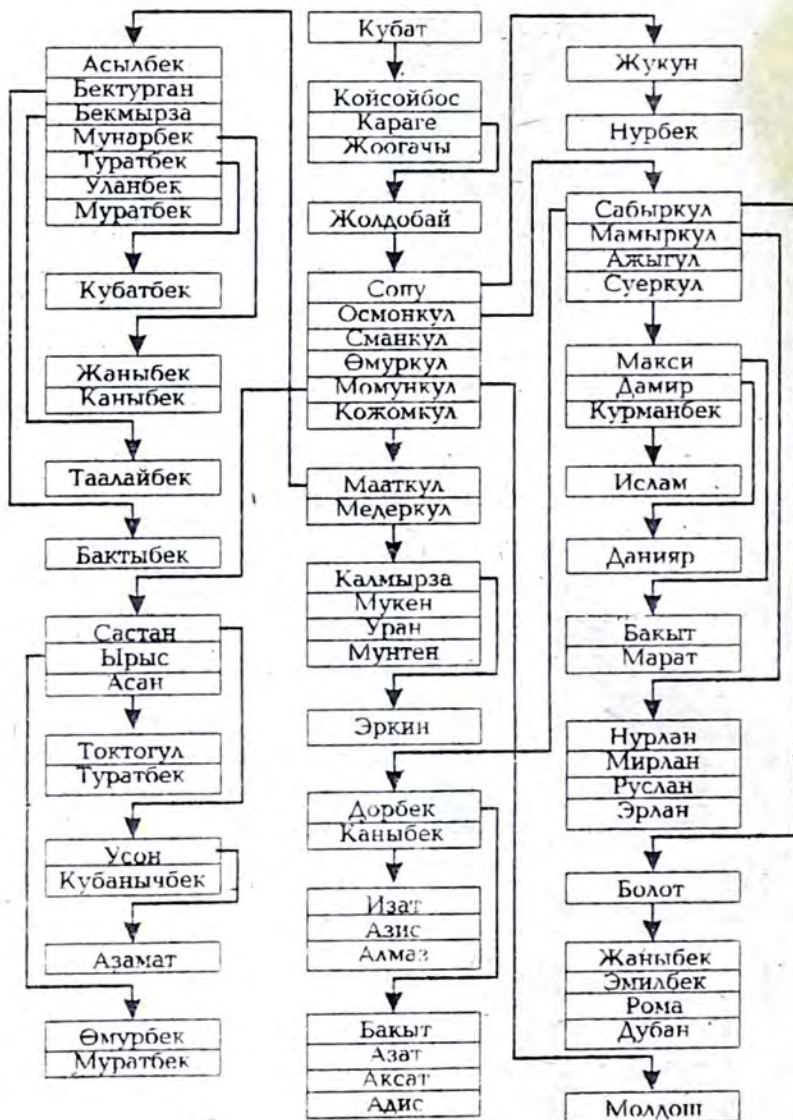 Асылбек
Бектурган
Бекмырза
Мунарбек
Туратбек
Уланбек
Муратбек
Кубатбек
Жаныбек
Каныбек
Таалайбек
Бактыбек
Састан
Ырыс
Асан
Токтогул
Туратбек
Усон
Кубанычбек
Азамат
Өмурбек
Муратбек
Кубат
Койсойбос
Караге
Жоогачы
Жолдобай
Сопу
Осмонкул
Сманкул
Өмуркул
Момункул
Кожомкул
Мааткул
Медеркул
Калмырза
Мукен
Уран
Мунтен
Эркин
Дорбек
Каныбек
Изат
Азис
Алмаз
Бакыт
Азат
Аксат
Адис
Жукун
Нурбек
Сабыркул
Мамыркул
Ажыгул
Суеркул
Макси
Дамир
Курманбек
Ислам
Данияр
Бакыт
Марат
Нурлан
Мирлан
Руслан
Эрлан
Болот
Жаныбек
Эмилбек
Рома
Дубан
Молдош